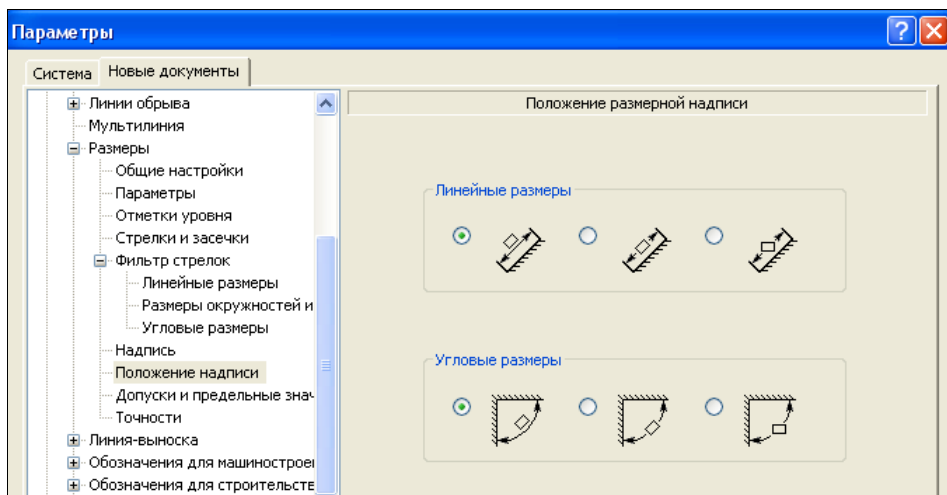 Параметры
Система
Новые документы
Линии обрыва
Мультилиния
Размеры
Общие настройки
Параметры
Отметки уровня
Стрелки и засечки
Фильтр стрелок
Линейные размеры
Размеры окружностей и
Угловые размеры
Надпись
Положение надписи
Допуски и предельные знач
Точности
Линия-выноска
Обозначения для машинострое
Обозначения для строительств
Положение размерной надписи
Линейные размеры
Угловые размеры